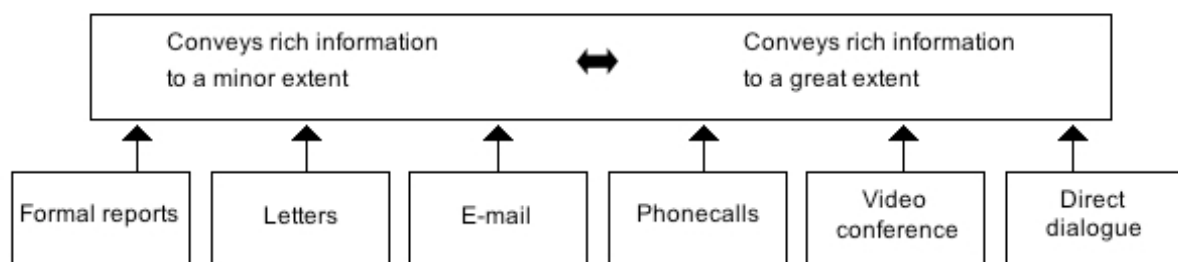 Conveys rich information
to a minor extent
Conveys rich information
to a great extent
Formal reports
Letters
E-mail
Phonecalls
Video
conference
Direct
dialogue